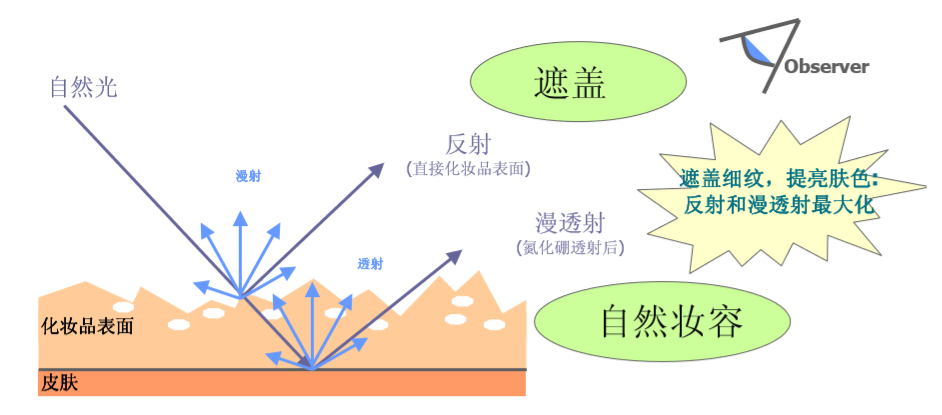 遮盖
Observer
自然光
反射
(直接化妆品表面)
漫射
遮盖细纹，提亮肤色:
反射和漫透射最大化
漫透射
(氮化硼透射后)
透射
自然妆容
化妆品表面
皮肤